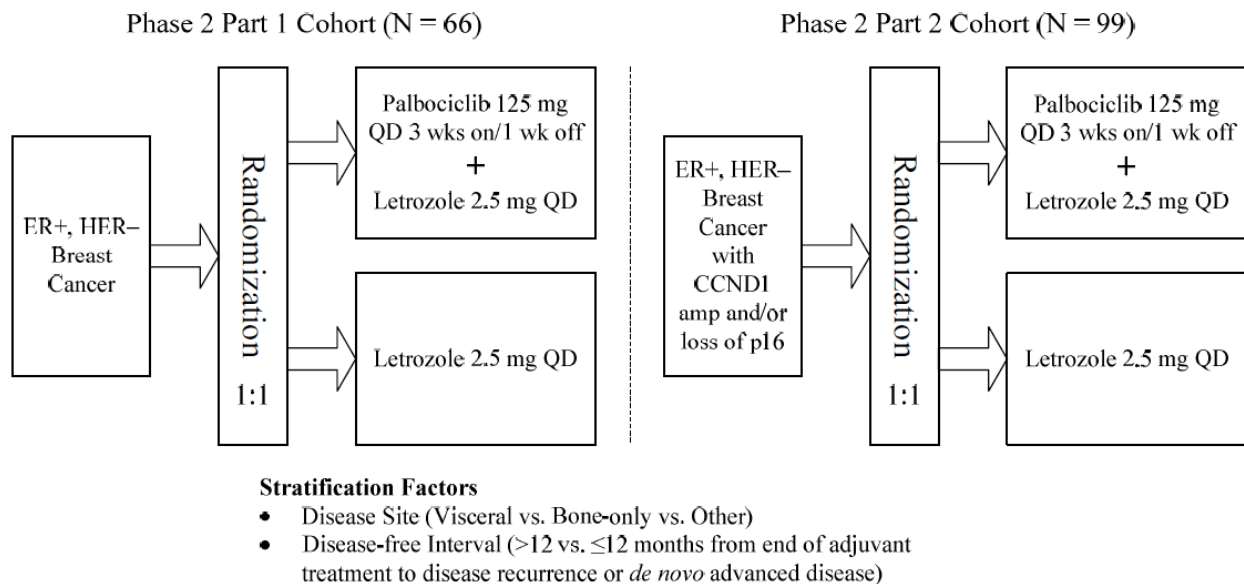 Phase 2 Part 1 Cohort (N = 66)
ER+, HER–
Breast
Cancer
Randomization
1:1
Palbociclib 125 mg
QD 3 wks on/1 wk off
+
Letrozole 2.5 mg QD
Letrozole 2.5 mg QD
Phase 2 Part 2 Cohort (N = 99)
ER+, HER–
Breast
Cancer
with
CCND1
amp and/or
loss of p16
Randomization
1:1
Palbociclib 125 mg
QD 3 wks on/1 wk off
+
Letrozole 2.5 mg QD
Letrozole 2.5 mg QD
Stratification Factors
• Disease Site (Visceral vs. Bone-only vs. Other)
• Disease-free Interval (>12 vs. ≤12 months from end of adjuvant
treatment to disease recurrence or de novo advanced disease)